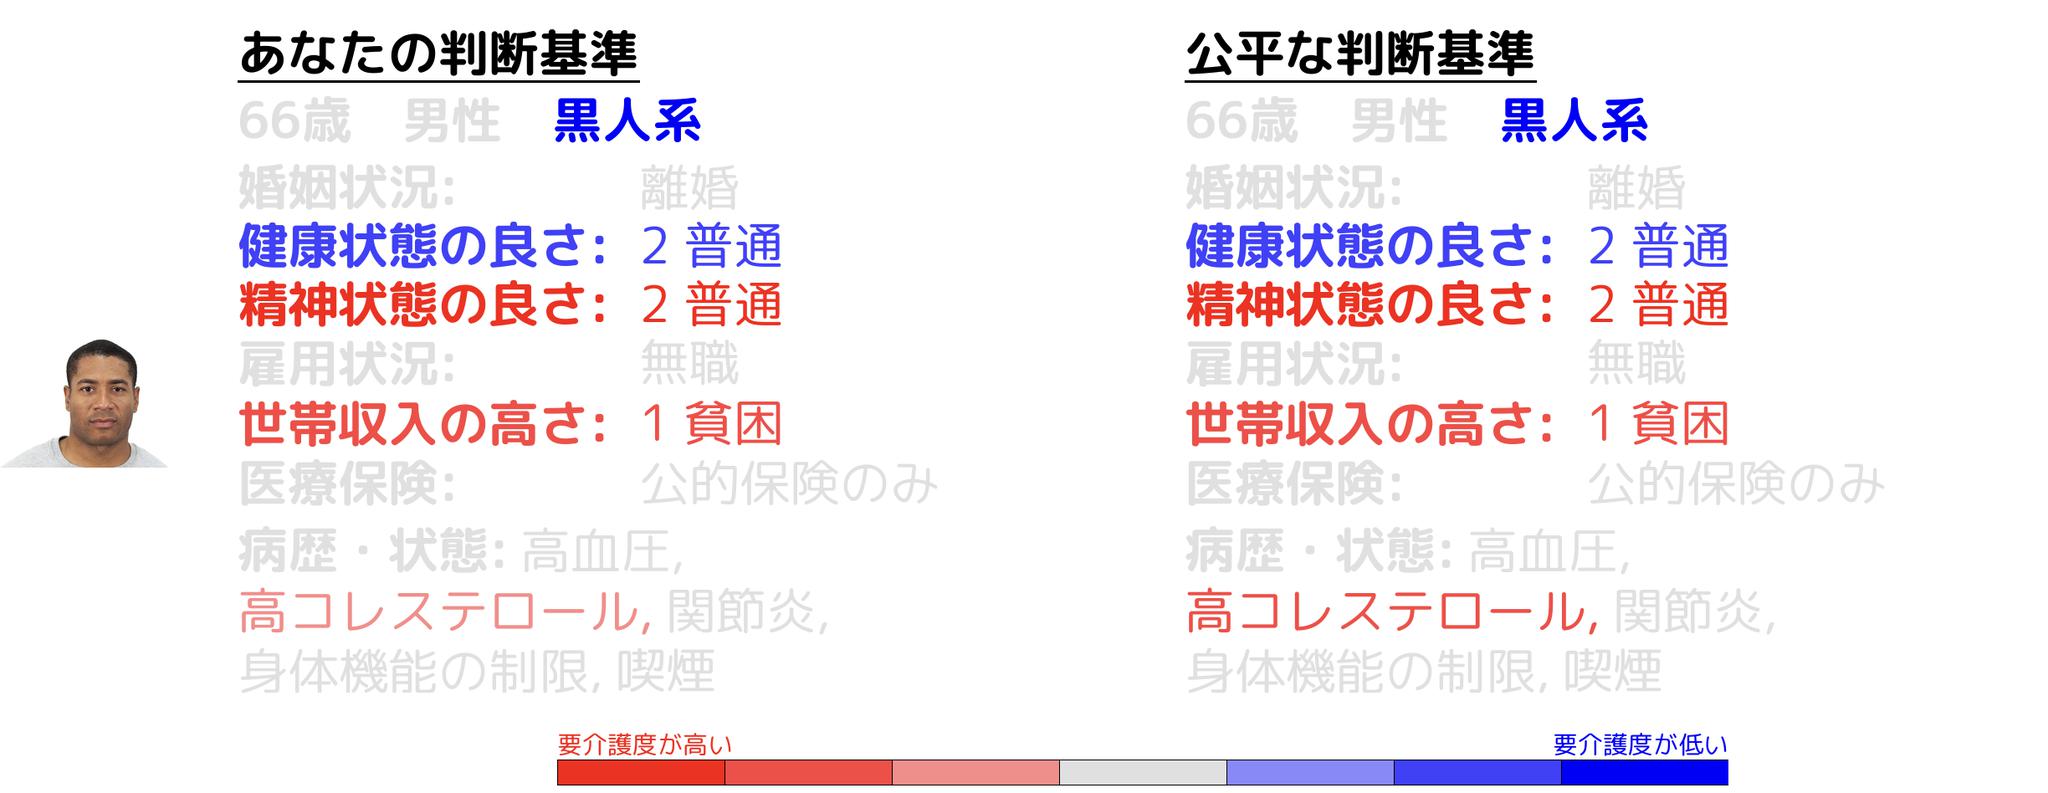 あなたの判断基準
66歳 男性 黒人系
婚姻状況: 離婚
健康状態の良さ: 2 普通
精神状態の良さ: 2 普通
雇用状況: 無職
世帯収入の高さ: 1 貧困
医療保険: 公的保険のみ
病歴・状態: 高血圧,
高コレステロール, 関節炎,
身体機能の制限, 喫煙
公平な判断基準
66歳 男性 黒人系
婚姻状況: 離婚
健康状態の良さ: 2 普通
精神状態の良さ: 2 普通
雇用状況: 無職
世帯収入の高さ: 1 貧困
医療保険: 公的保険のみ
病歴・状態: 高血圧,
高コレステロール, 関節炎,
身体機能の制限, 喫煙
要介護度が高い
要介護度が低い